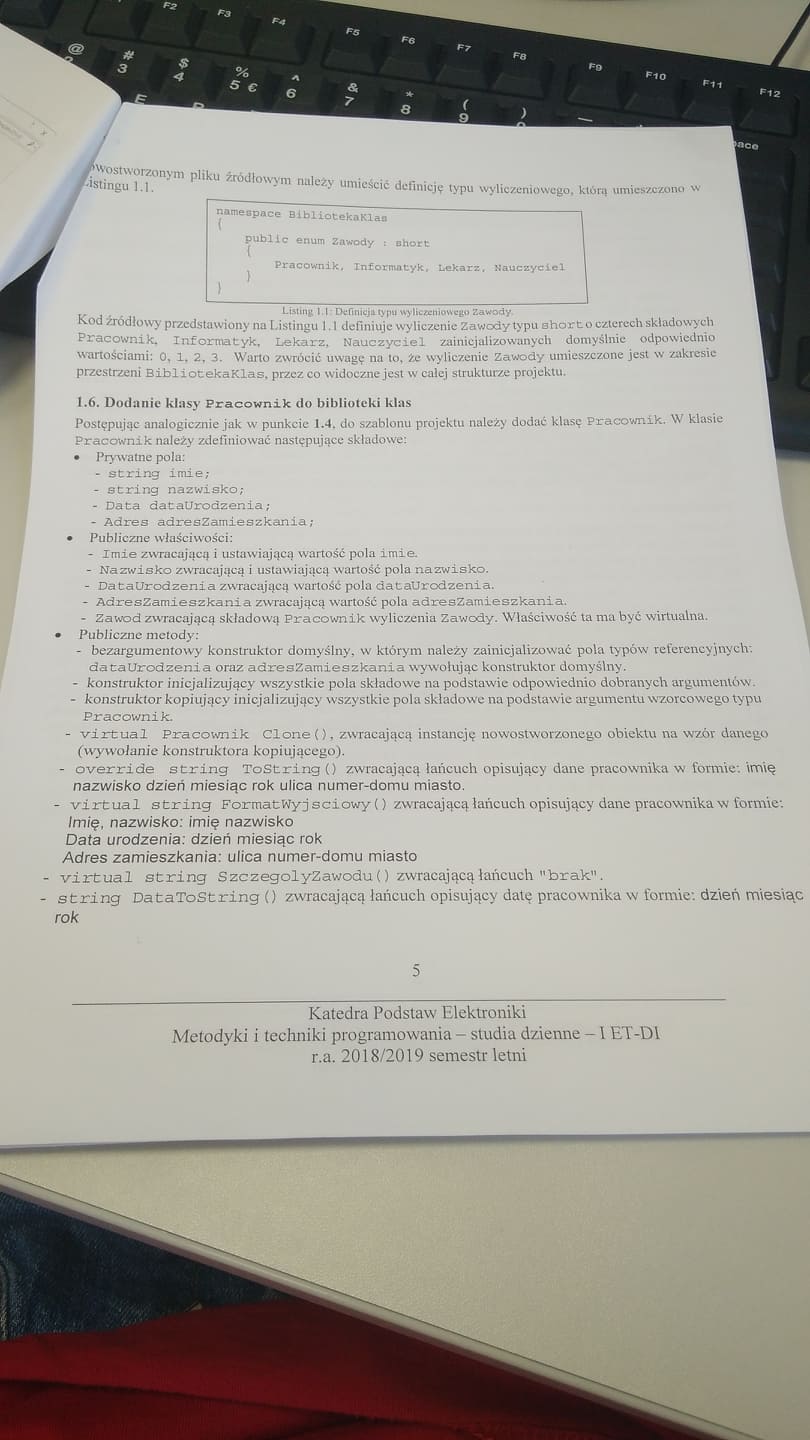 F2 F3 F4 F5 F6 F7 F8 F9 F10 F11 F12
@ # 3 $ 4 % 5 € ^ 6 & 7 * 8 ( 9 )
E
pliku źródłowym należy umieścić definicję typu wyliczeniowego, którą umieszczono w
1.1.
namespace BibliotekaKlas
{
public enum Zawody : short
{
Pracownik, Informatyk, Lekarz, Nauczyciel
}
}
Listing 1.1: Definicja typu wyliczeniowego Zawody.
Kod źródłowy przedstawiony na Listingu 1.1 definiuje wyliczenie Zawody typu short o czterech składowych
Pracownik, Informatyk, Lekarz, Nauczyciel zainicjalizowanych domyślnie odpowiednio
wartościami: 0, 1, 2, 3. Warto zwrócić uwagę na to, że wyliczenie Zawody umieszczone jest w zakresie
przestrzeni BibliotekaKlas, przez co widoczne jest w całej strukturze projektu.
1.6. Dodanie klasy Pracownik do biblioteki klas
Postępując analogicznie jak w punkcie 1.4, do szablonu projektu należy dodać klasę Pracownik. W klasie
Pracownik należy zdefiniować następujące składowe:
• Prywatne pola:
- string imie;
- string nazwisko;
- Data dataUrodzenia;
- Adres adresZamieszkania;
• Publiczne właściwości:
- Imie zwracającą i ustawiającą wartość pola imie.
- Nazwisko zwracającą i ustawiającą wartość pola nazwisko.
- DataUrodzenia zwracającą wartość pola dataUrodzenia.
- AdresZamieszkania zwracającą wartość pola adresZamieszkania.
- Zawod zwracającą składową Pracownik wyliczenia Zawody. Właściwość ta ma być wirtualna.
• Publiczne metody:
- bezargumentowy konstruktor domyślny, w którym należy zainicjalizować pola typów referencyjnych:
dataUrodzenia oraz adresZamieszkania wywołując konstruktor domyślny.
- konstruktor inicjalizujący wszystkie pola składowe na podstawie odpowiednio dobranych argumentów.
- konstruktor kopiujący inicjalizujący wszystkie pola składowe na podstawie argumentu wzorcowego typu
Pracownik.
- virtual Pracownik Clone(), zwracającą instancję nowostworzonego obiektu na wzór danego
(wywołanie konstruktora kopiującego).
- override string ToString() zwracającą łańcuch opisujący dane pracownika w formie: imię
nazwisko dzień miesiąc rok ulica numer-domu miasto.
- virtual string FormatWyjsciowy() zwracającą łańcuch opisujący dane pracownika w formie:
Imię, nazwisko: imię nazwisko
Data urodzenia: dzień miesiąc rok
Adres zamieszkania: ulica numer-domu miasto
- virtual string SzczegolyZawodu() zwracającą łańcuch "brak".
- string DataToString() zwracającą łańcuch opisujący datę pracownika w formie: dzień miesiąc
rok
5
Katedra Podstaw Elektroniki
Metodyki i techniki programowania – studia dzienne – I ET-DI
r.a. 2018/2019 semestr letni